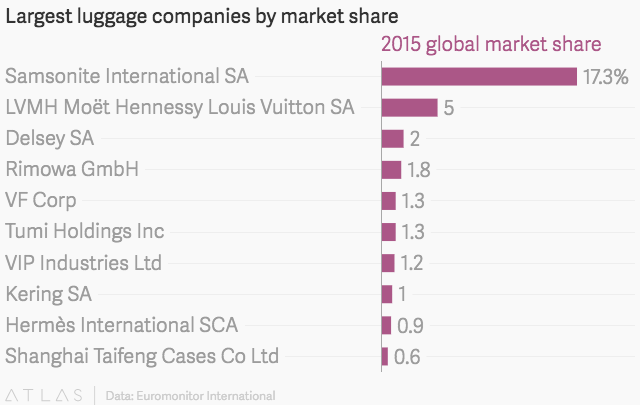 Largest luggage companies by market share
2015 global market share
Samsonite International SA 17.3%
LVMH Moët Hennessy Louis Vuitton SA 5
Delsey SA 2
Rimowa GmbH 1.8
VF Corp 1.3
Tumi Holdings Inc 1.3
VIP Industries Ltd 1.2
Kering SA 1
Hermès International SCA 0.9
Shanghai Taifeng Cases Co Ltd 0.6
ATLAS Data: Euromonitor International